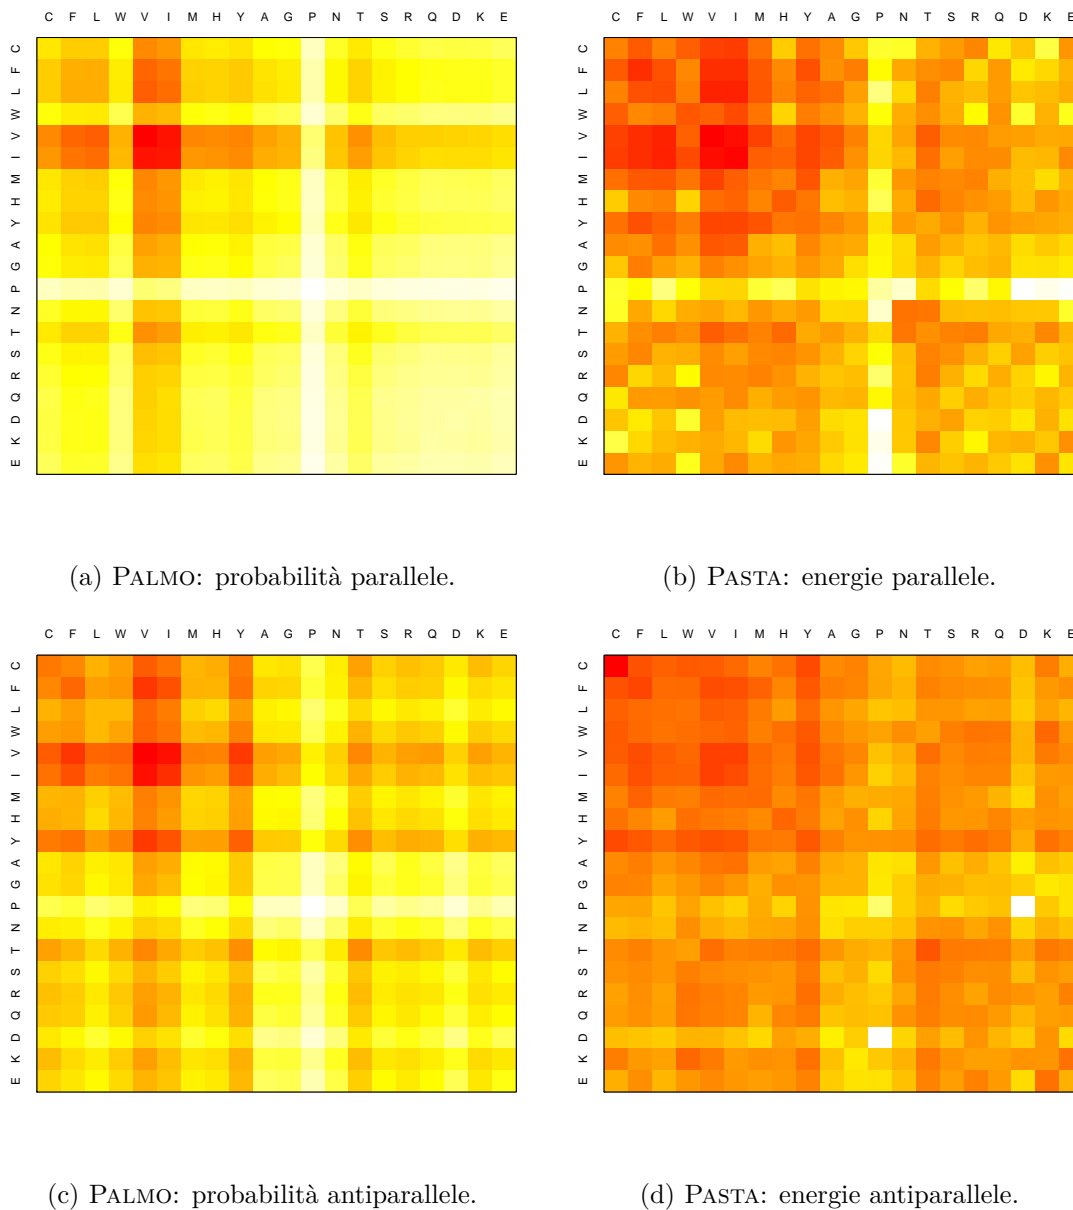 C F L W V I M H Y A G P N T S R Q D K E
C F L W V I M H Y A G P N T S R Q D K E
C
F
L
W
V
I
M
H
Y
A
G
P
N
T
S
R
Q
D
K
E
C
F
L
W
V
I
M
H
Y
A
G
P
N
T
S
R
Q
D
K
E
(a) PALMO: probabilità parallele.
(b) PASTA: energie parallele.
C F L W V I M H Y A G P N T S R Q D K E
C F L W V I M H Y A G P N T S R Q D K E
C
F
L
W
V
I
M
H
Y
A
G
P
N
T
S
R
Q
D
K
E
C
F
L
W
V
I
M
H
Y
A
G
P
N
T
S
R
Q
D
K
E
(c) PALMO: probabilità antiparallele.
(d) PASTA: energie antiparallele.